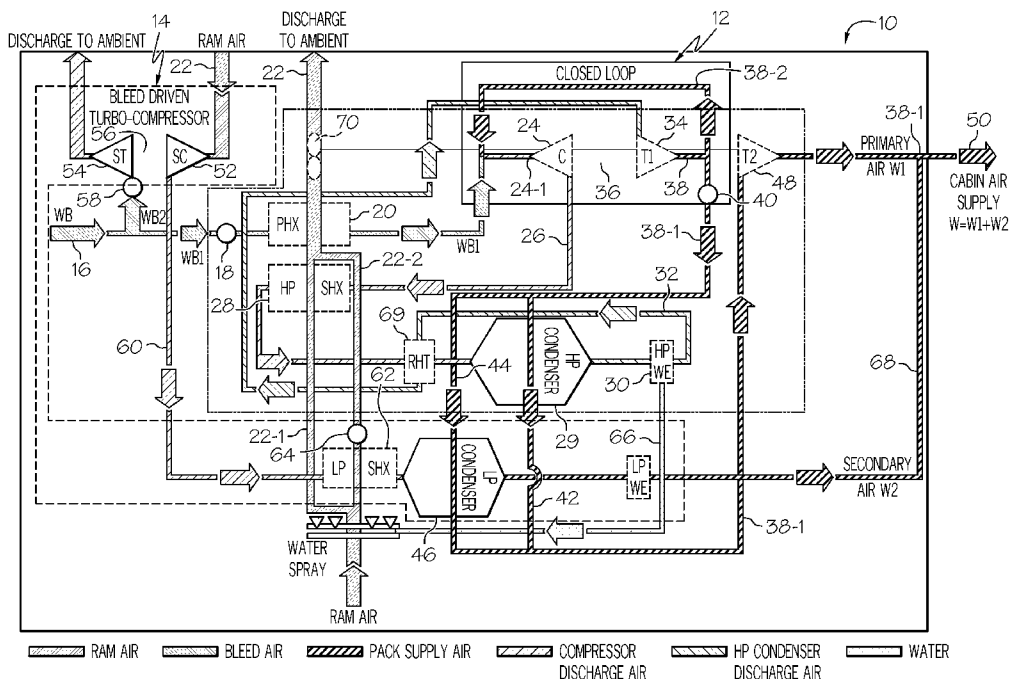 14
DISCHARGE TO AMBIENT
RAM AIR
DISCHARGE
TO AMBIENT
12
10
22
22
CLOSED LOOP
38-2
BLEED DRIVEN
TURBO-COMPRESSOR
70
56
54
ST
SC
52
24
24-1
C
34
T1
38
36
T2
48
38-1
50
PRIMARY
AIR W1
CABIN AIR
SUPPLY
W=W1+W2
58
40
WB
WB2
16
WB1
18
PHX
20
WB1
26
38-1
22-2
HP
SHX
28
32
69
RHT
44
HP
CONDENSER
HP
WE
30
29
60
62
68
22-1
64
LP
SHX
LP
CONDENSER
46
66
LP
WE
42
SECONDARY
AIR W2
38-1
WATER
SPRAY
RAM AIR
RAM AIR
BLEED AIR
PACK SUPPLY AIR
COMPRESSOR
DISCHARGE AIR
HP CONDENSER
DISCHARGE AIR
WATER